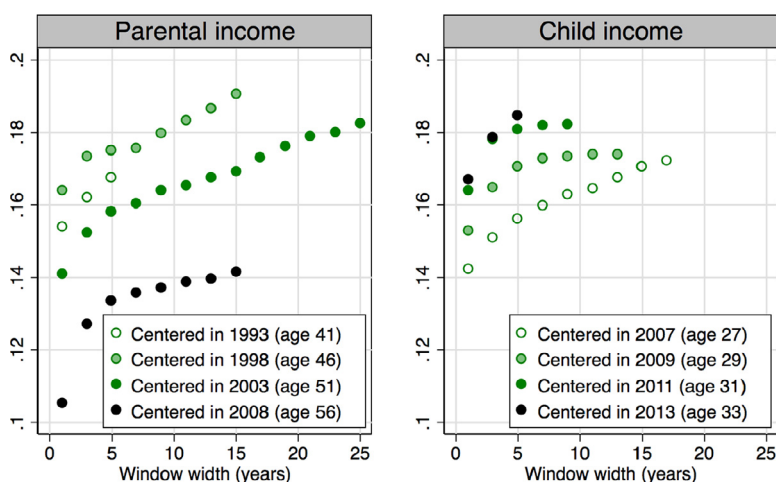 Parental income
.2
.18
.16
.14
.12
.1
Centered in 1993 (age 41)
Centered in 1998 (age 46)
Centered in 2003 (age 51)
Centered in 2008 (age 56)
0 5 10 15 20 25
Window width (years)
Child income
.2
.18
.16
.14
.12
.1
Centered in 2007 (age 27)
Centered in 2009 (age 29)
Centered in 2011 (age 31)
Centered in 2013 (age 33)
0 5 10 15 20 25
Window width (years)